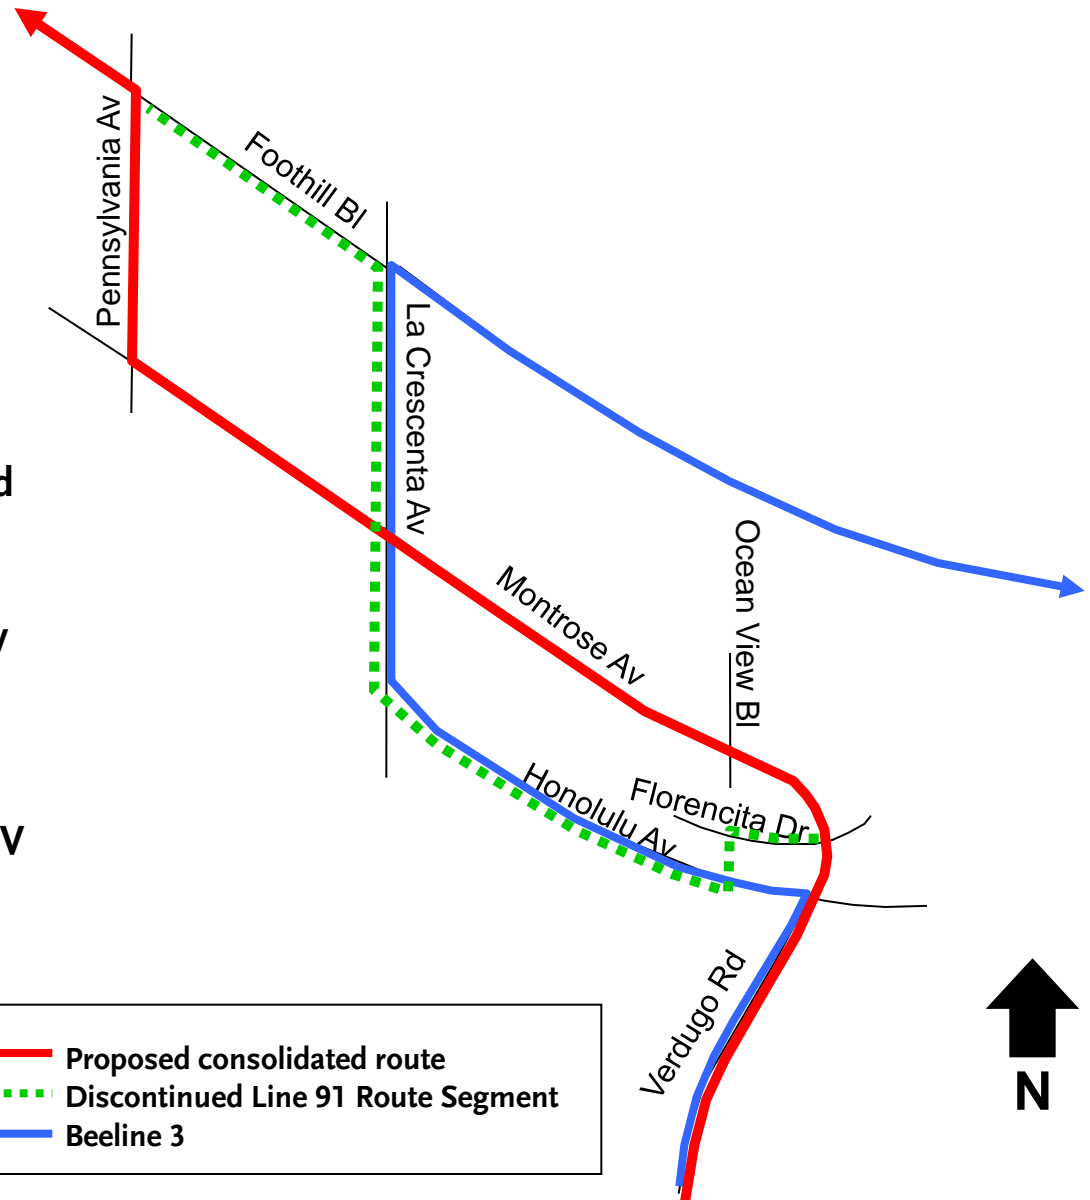 Pennsylvania Av
Foothill Bl
La Crescenta Av
d
Montrose Av
Ocean View Bl
y
Florencita Dr
Honolulu Av
V
Verdugo Rd
N
Proposed consolidated route
Discontinued Line 91 Route Segment
Beeline 3